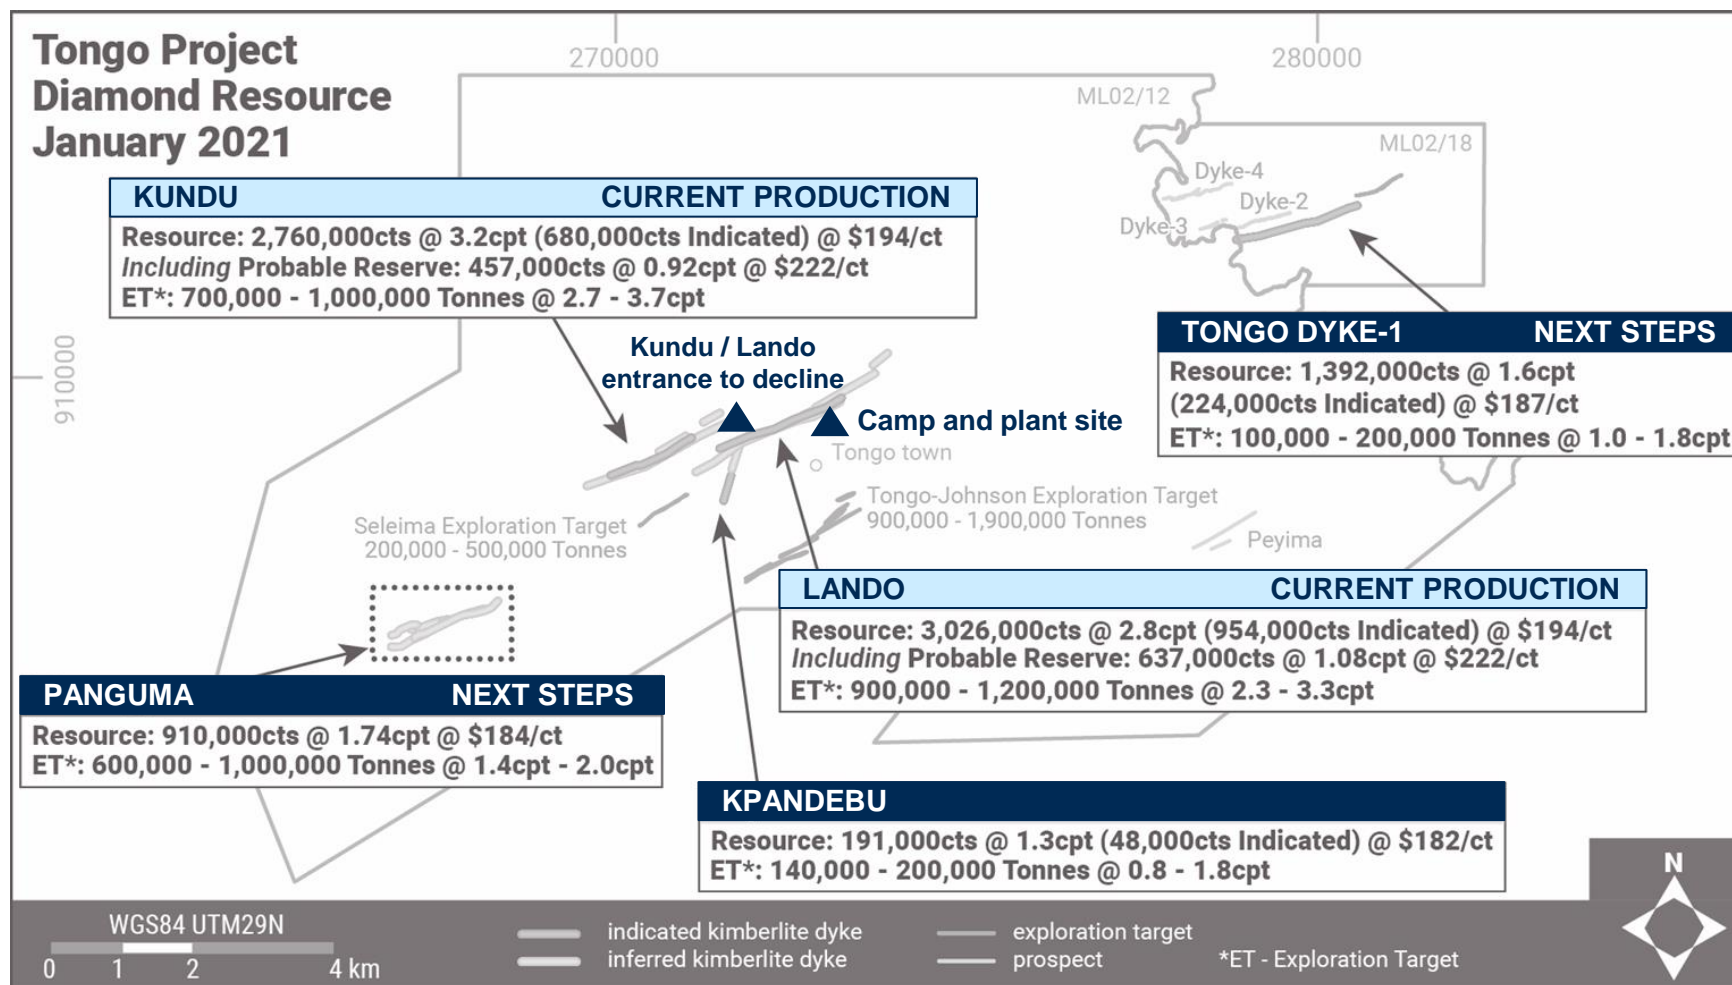 Tongo Project
Diamond Resource
January 2021
270000
280000
910000
ML02/12
ML02/18
Dyke-4
Dyke-2
Dyke-3
KUNDU CURRENT PRODUCTION
Resource: 2,760,000cts @ 3.2cpt (680,000cts Indicated) @ $194/ct
Including Probable Reserve: 457,000cts @ 0.92cpt @ $222/ct
ET*: 700,000 - 1,000,000 Tonnes @ 2.7 - 3.7cpt
TONGO DYKE-1 NEXT STEPS
Resource: 1,392,000cts @ 1.6cpt
(224,000cts Indicated) @ $187/ct
ET*: 100,000 - 200,000 Tonnes @ 1.0 - 1.8cpt
Kundu / Lando
entrance to decline
Camp and plant site
Tongo town
Tongo-Johnson Exploration Target
900,000 - 1,900,000 Tonnes
Seleima Exploration Target
200,000 - 500,000 Tonnes
Peyima
LANDO CURRENT PRODUCTION
Resource: 3,026,000cts @ 2.8cpt (954,000cts Indicated) @ $194/ct
Including Probable Reserve: 637,000cts @ 1.08cpt @ $222/ct
ET*: 900,000 - 1,200,000 Tonnes @ 2.3 - 3.3cpt
PANGUMA NEXT STEPS
Resource: 910,000cts @ 1.74cpt @ $184/ct
ET*: 600,000 - 1,000,000 Tonnes @ 1.4cpt - 2.0cpt
KPANDEBU
Resource: 191,000cts @ 1.3cpt (48,000cts Indicated) @ $182/ct
ET*: 140,000 - 200,000 Tonnes @ 0.8 - 1.8cpt
WGS84 UTM29N
0 1 2 4 km
indicated kimberlite dyke
inferred kimberlite dyke
exploration target
prospect
*ET - Exploration Target
N